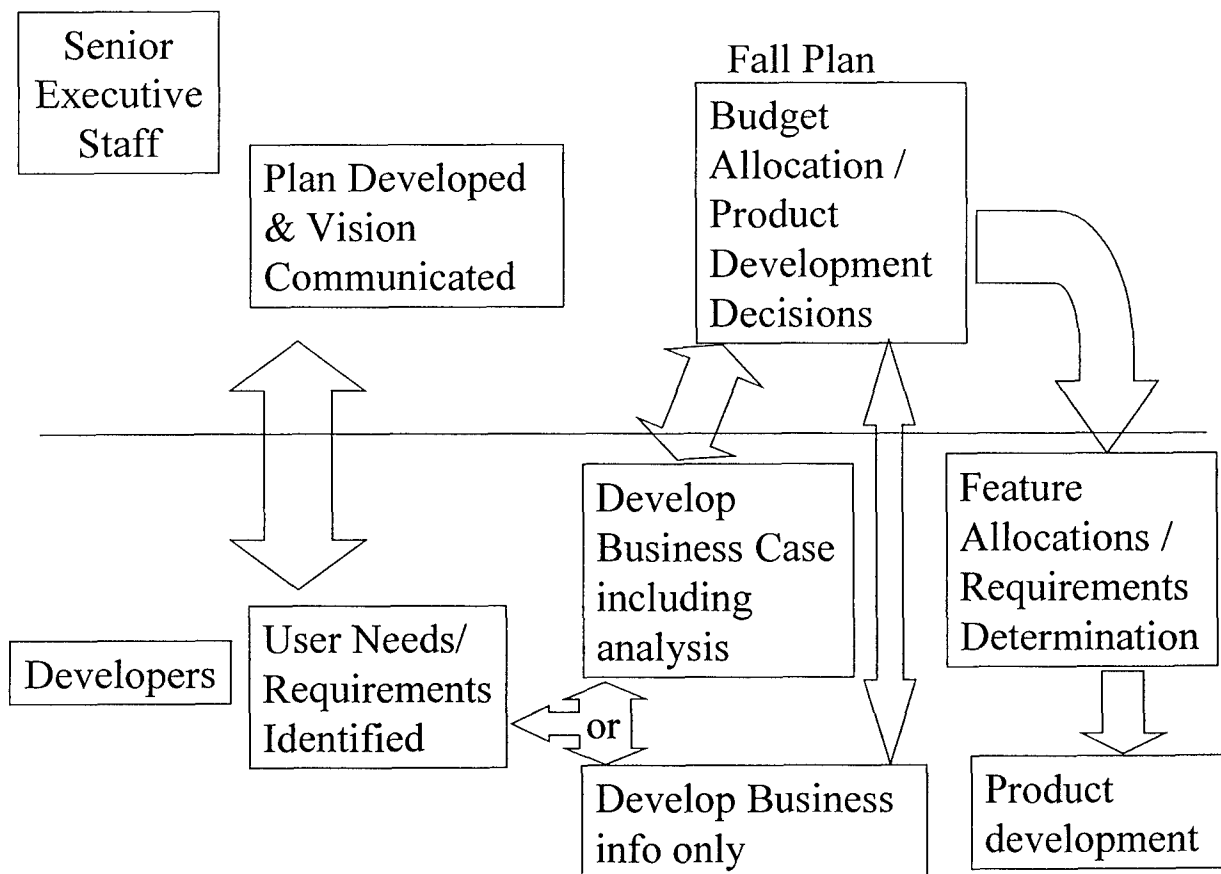 Senior
Executive
Staff
Plan Developed
& Vision
Communicated
Fall Plan
Budget
Allocation /
Product
Development
Decisions
Developers
User Needs/
Requirements
Identified
Develop
Business Case
including
analysis
or
Develop Business
info only
Feature
Allocations /
Requirements
Determination
Product
development